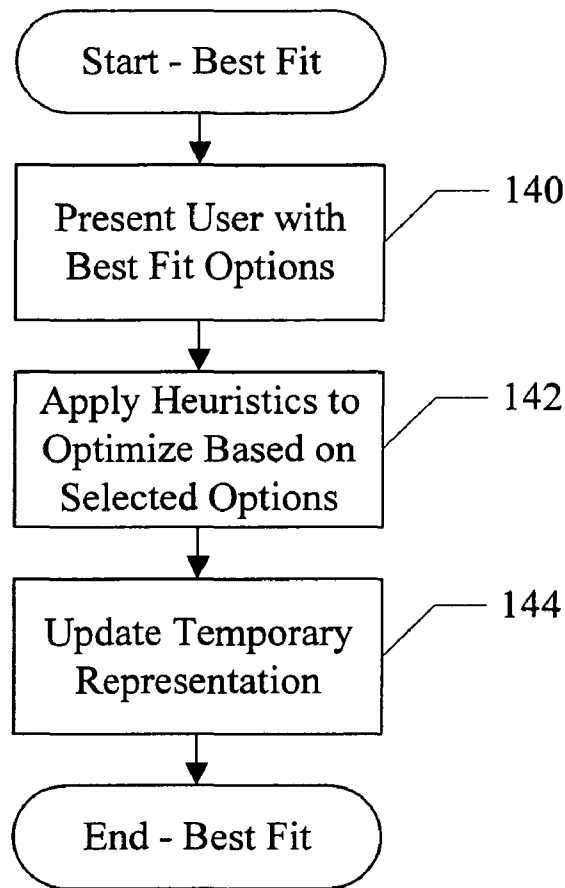 Start - Best Fit
Present User with
Best Fit Options
140
Apply Heuristics to
Optimize Based on
Selected Options
142
Update Temporary
Representation
144
End - Best Fit